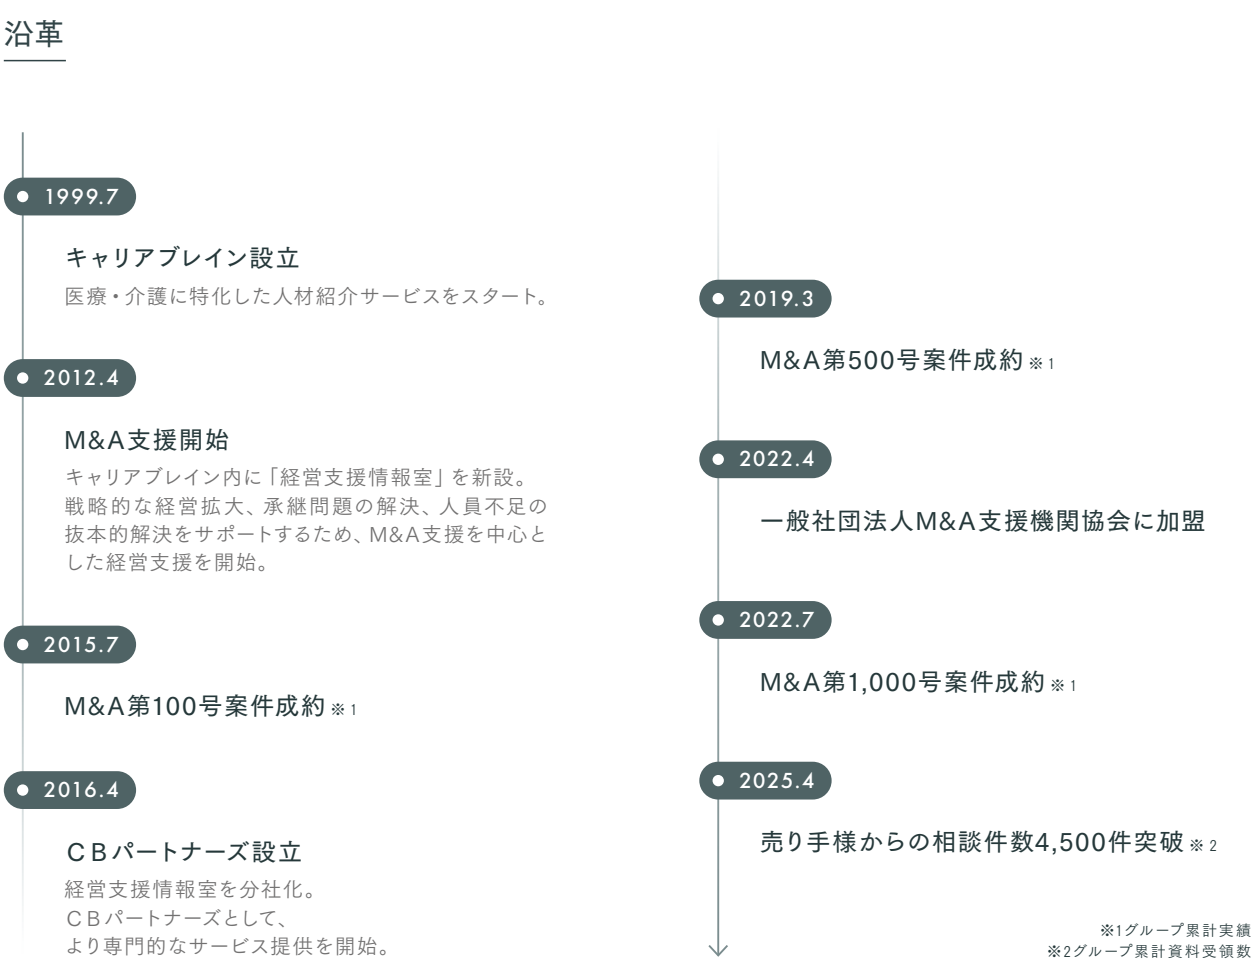 沿革
1999.7
キャリアブレイン設立
医療・介護に特化した人材紹介サービスをスタート。
2012.4
M&A支援開始
キャリアブレイン内に「経営支援情報室」を新設。
戦略的な経営拡大、承継問題の解決、人員不足の
抜本的解決をサポートするため、M&A支援を中心と
した経営支援を開始。
2015.7
M&A第100号案件成約※1
2016.4
CBパートナーズ設立
経営支援情報室を分社化。
CBパートナーズとして、
より専門的なサービス提供を開始。
2019.3
M&A第500号案件成約※1
2022.4
一般社団法人M&A支援機関協会に加盟
2022.7
M&A第1,000号案件成約※1
2025.4
売り手様からの相談件数4,500件突破※2
※1グループ累計実績
※2グループ累計資料受領数